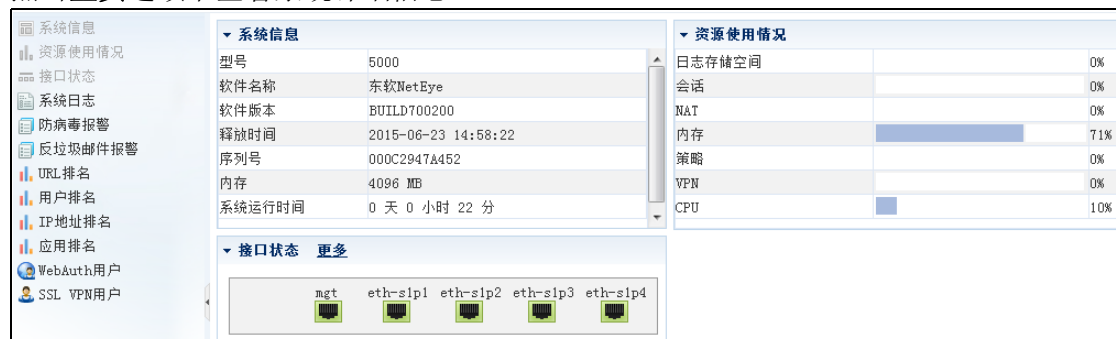 系统信息
资源使用情况
接口状态
系统日志
防病毒报警
反垃圾邮件报警
URL排名
用户排名
IP地址排名
应用排名
WebAuth用户
SSL VPN用户
系统信息
型号 5000
软件名称 东软NetEye
软件版本 BUILD700200
释放时间 2015-06-23 14:58:22
序列号 000C2947A452
内存 4096 MB
系统运行时间 0 天 0 小时 22 分
接口状态 更多
mgt eth-s1p1 eth-s1p2 eth-s1p3 eth-s1p4
资源使用情况
日志存储空间 0%
会话 0%
NAT 0%
内存 71%
策略 0%
VPN 0%
CPU 10%